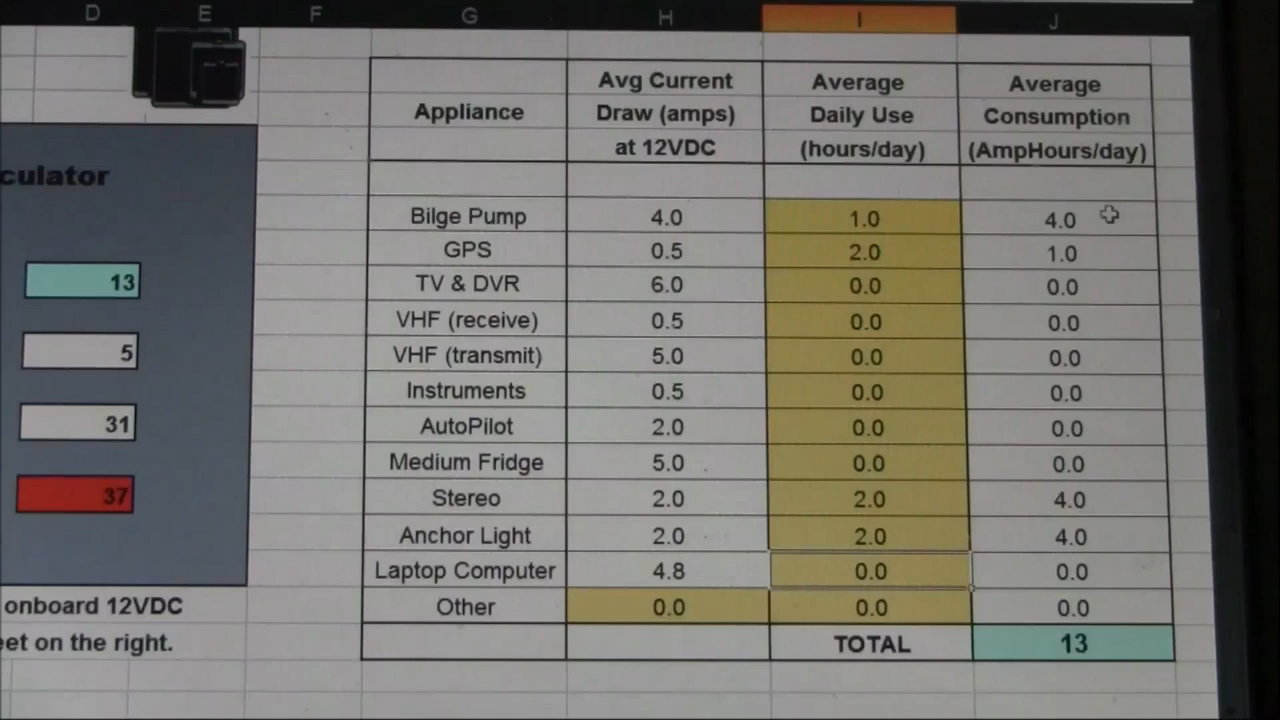 D E F G H I J
culator
13
5
31
37
onboard 12VDC
eet on the right.
Appliance Avg Current Draw (amps) at 12VDC Average Daily Use (hours/day) Average Consumption (AmpHours/day)
Bilge Pump 4.0 1.0 4.0
GPS 0.5 2.0 1.0
TV & DVR 6.0 0.0 0.0
VHF (receive) 0.5 0.0 0.0
VHF (transmit) 5.0 0.0 0.0
Instruments 0.5 0.0 0.0
AutoPilot 2.0 0.0 0.0
Medium Fridge 5.0 0.0 0.0
Stereo 2.0 2.0 4.0
Anchor Light 2.0 2.0 4.0
Laptop Computer 4.8 0.0 0.0
Other 0.0 0.0 0.0
TOTAL 13